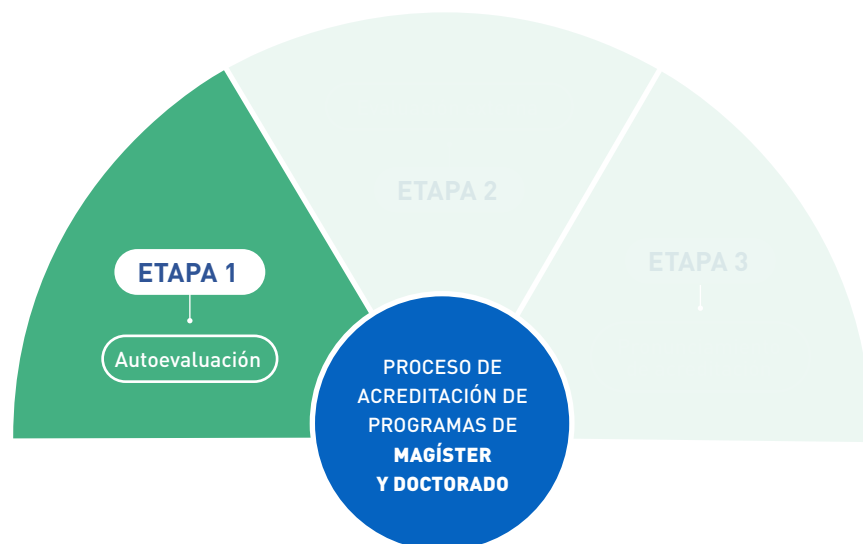 ETAPA 2
ETAPA 3
ETAPA 1
Autoevaluación
PROCESO DE
ACREDITACIÓN DE
PROGRAMAS DE
MAGÍSTER
Y DOCTORADO